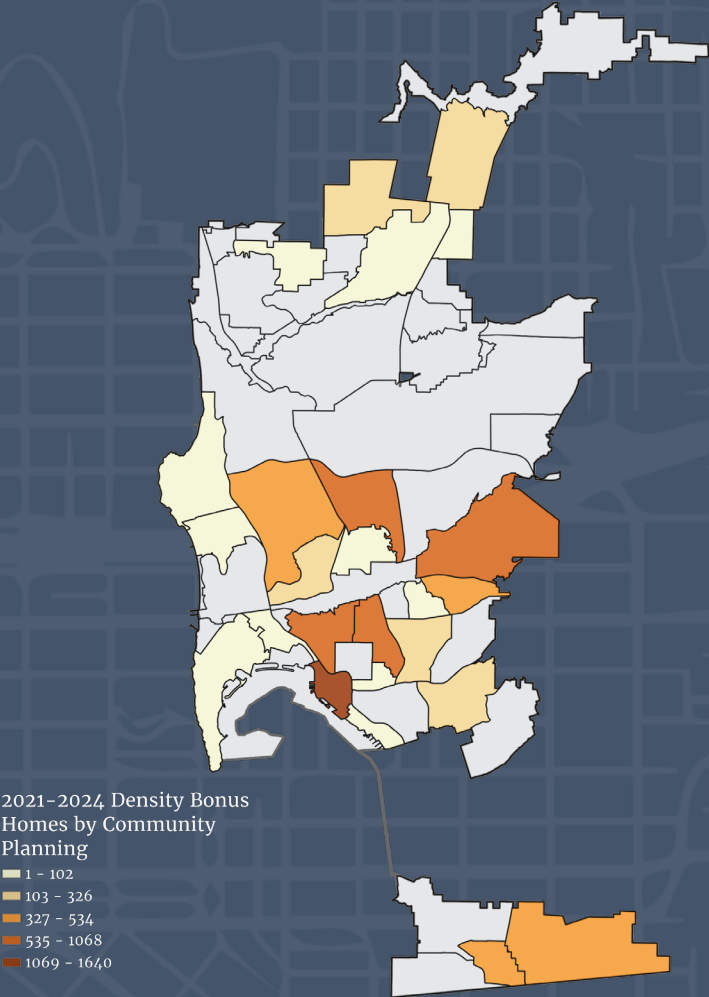 2021-2024 Density Bonus
Homes by Community
Planning
1 - 102
103 - 326
327 - 534
535 - 1068
1069 - 1640